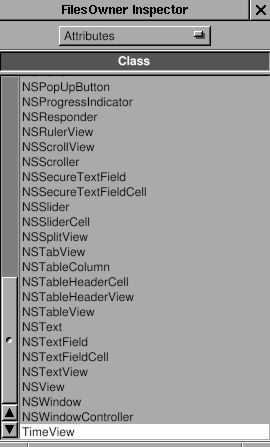 FilesOwner Inspector
Attributes
Class
NSPopUpButton
NSProgressIndicator
NSResponder
NSRulerView
NSScrollView
NSScroller
NSSecureTextField
NSSecureTextFieldCell
NSSlider
NSSliderCell
NSSplitView
NSTabView
NSTableColumn
NSTableHeaderCell
NSTableHeaderView
NSTableView
NSText
NSTextField
NSTextFieldCell
NSTextView
NSView
NSWindow
NSWindowController
TimeView